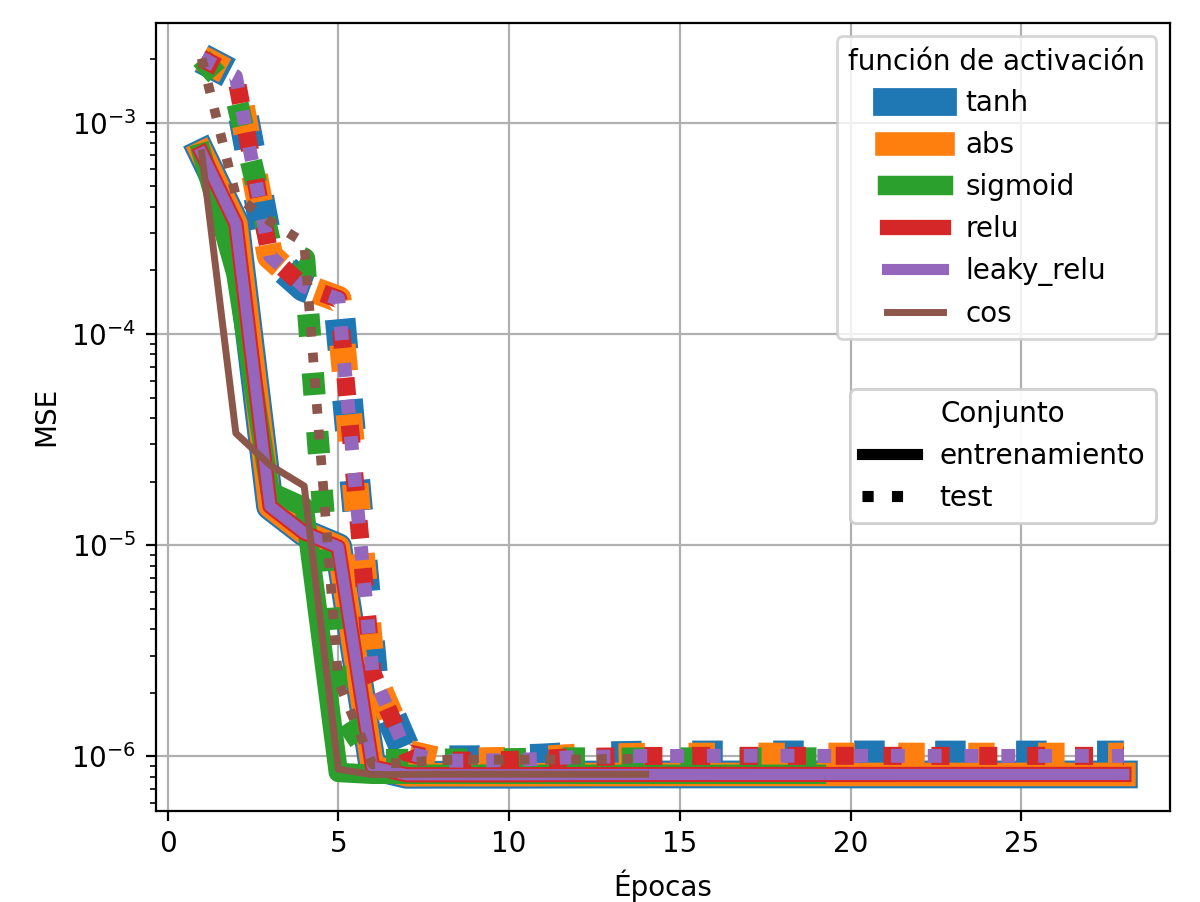 función de activación
tanh
abs
sigmoid
relu
leaky_relu
cos
Conjunto
entrenamiento
test
MSE
10⁻³
10⁻⁴
10⁻⁵
10⁻⁶
0 5 10 15 20 25
Épocas